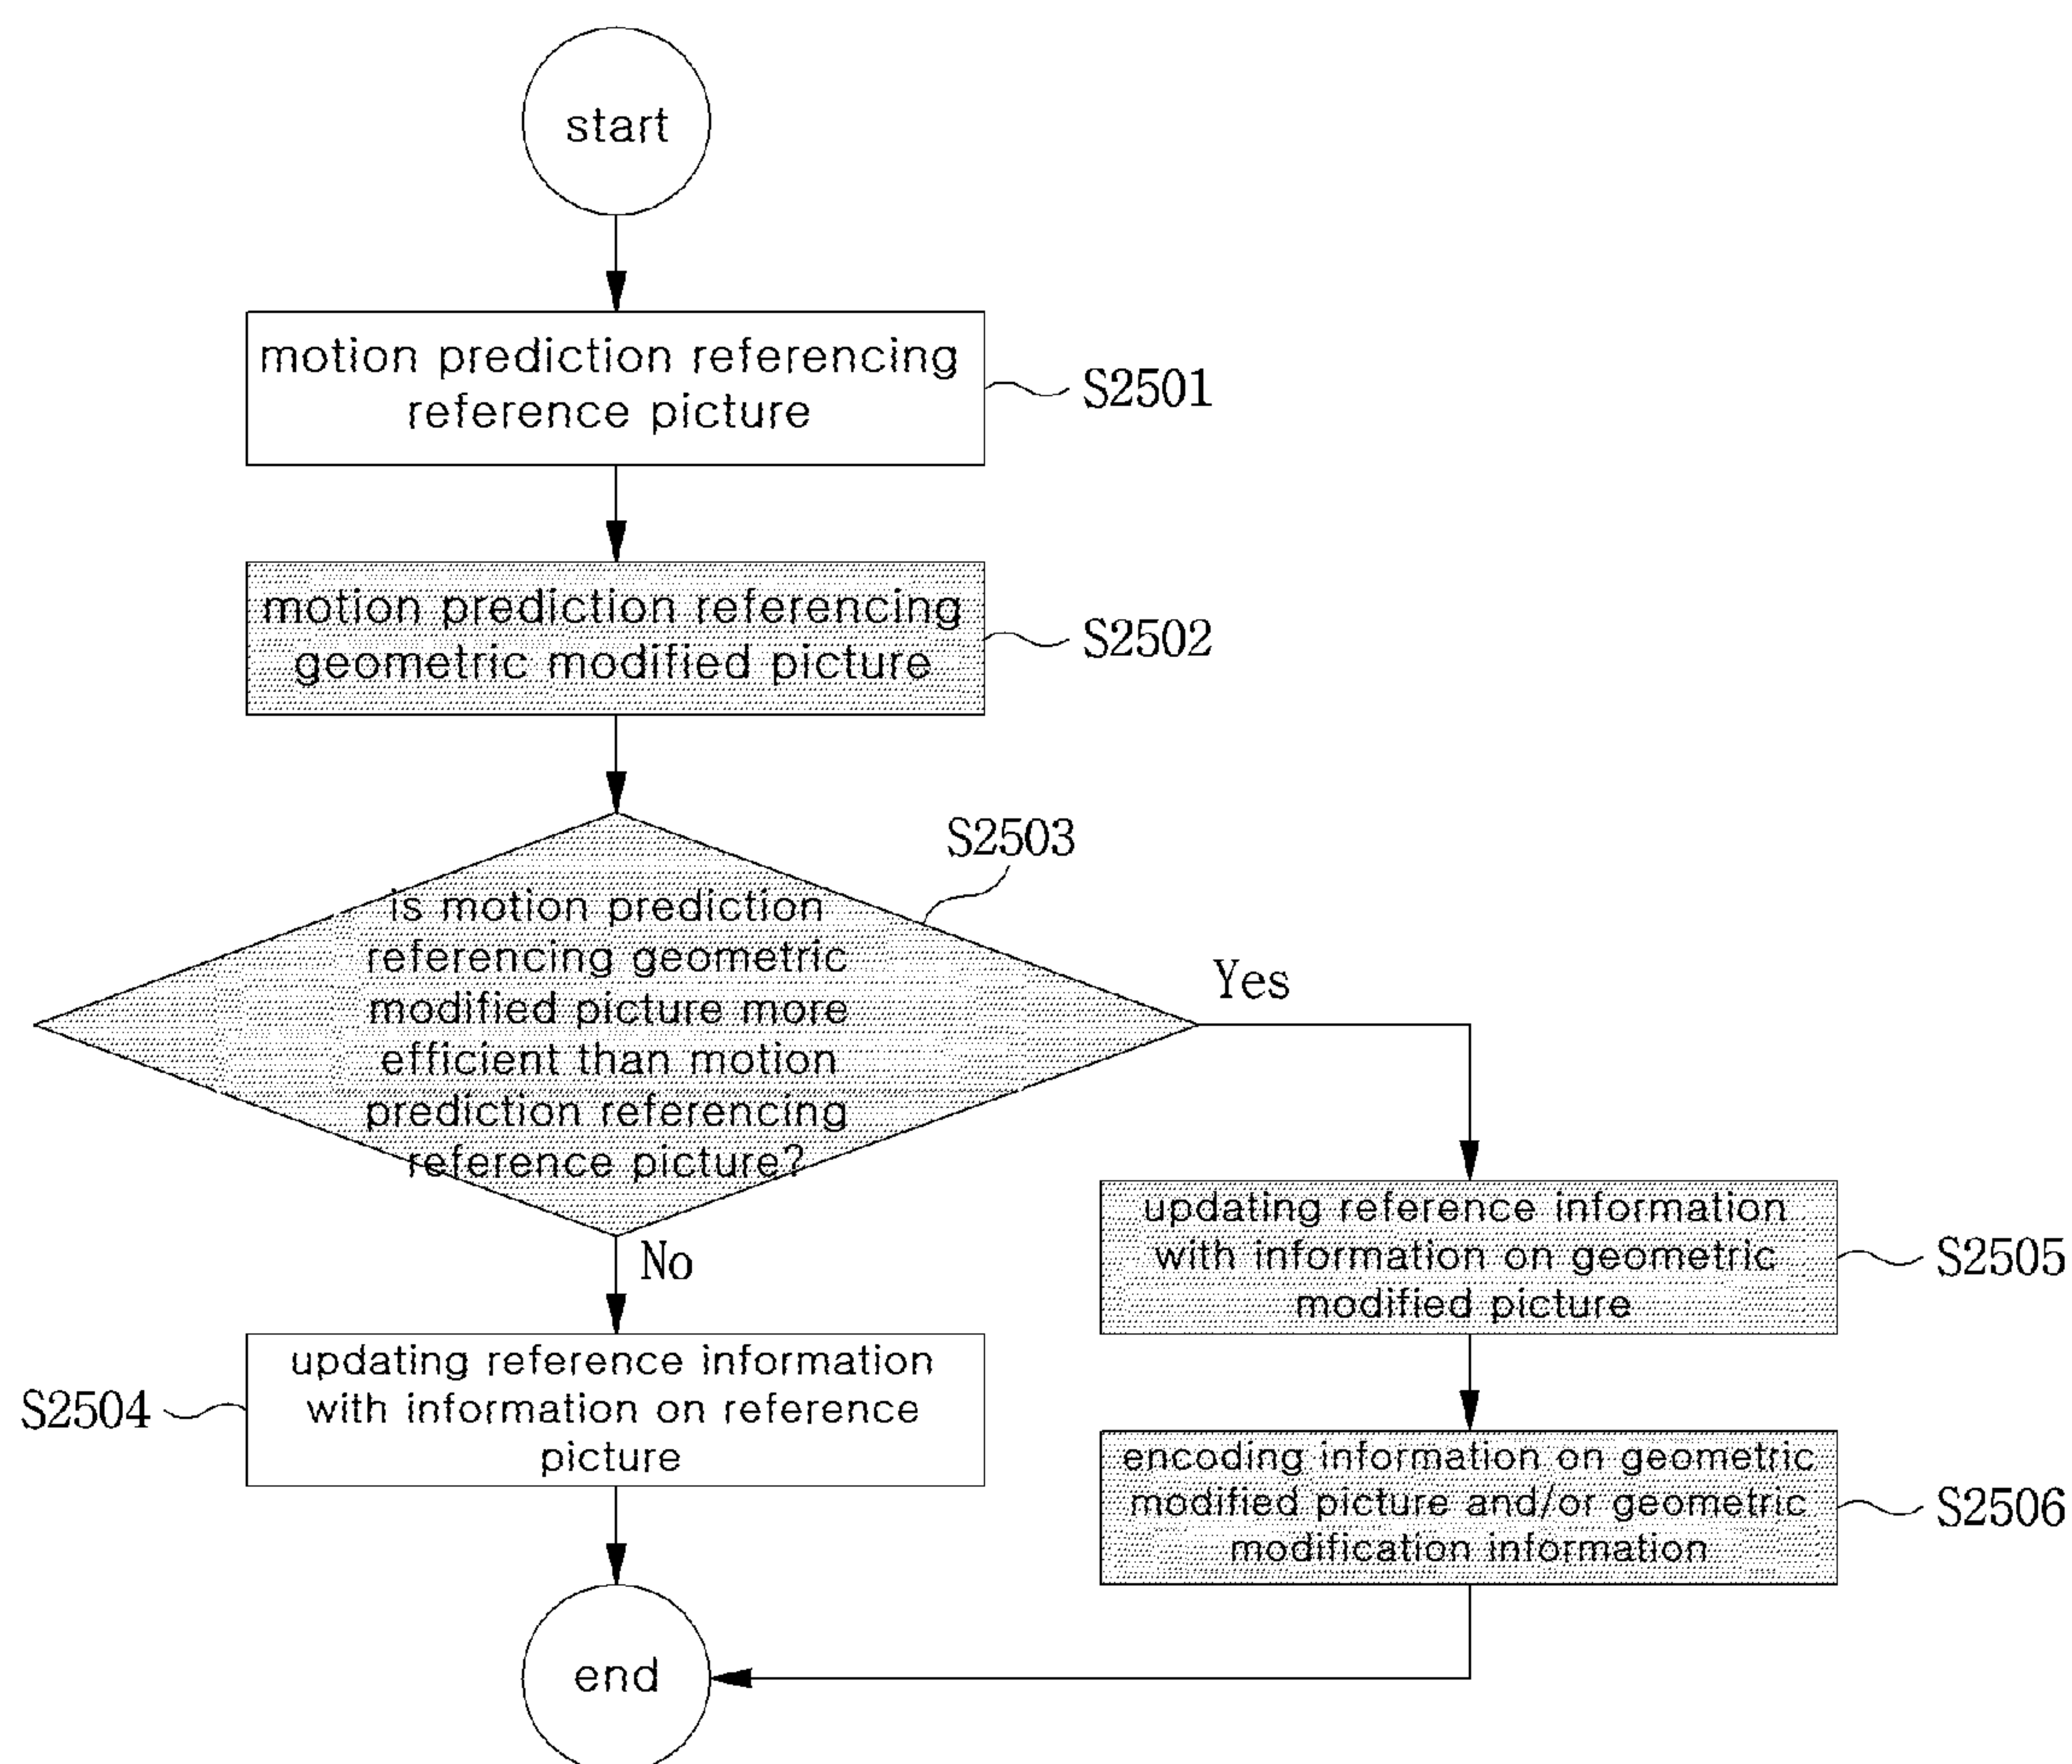 start
motion prediction referencing
reference picture
S2501
motion prediction referencing
geometric modified picture
S2502
S2503
is motion prediction
referencing geometric
modified picture more
efficient than motion
prediction referencing
reference picture?
Yes
No
updating reference information
with information on geometric
modified picture
S2505
updating reference information
with information on reference
picture
S2504
encoding information on geometric
modified picture and/or geometric
modification information
S2506
end